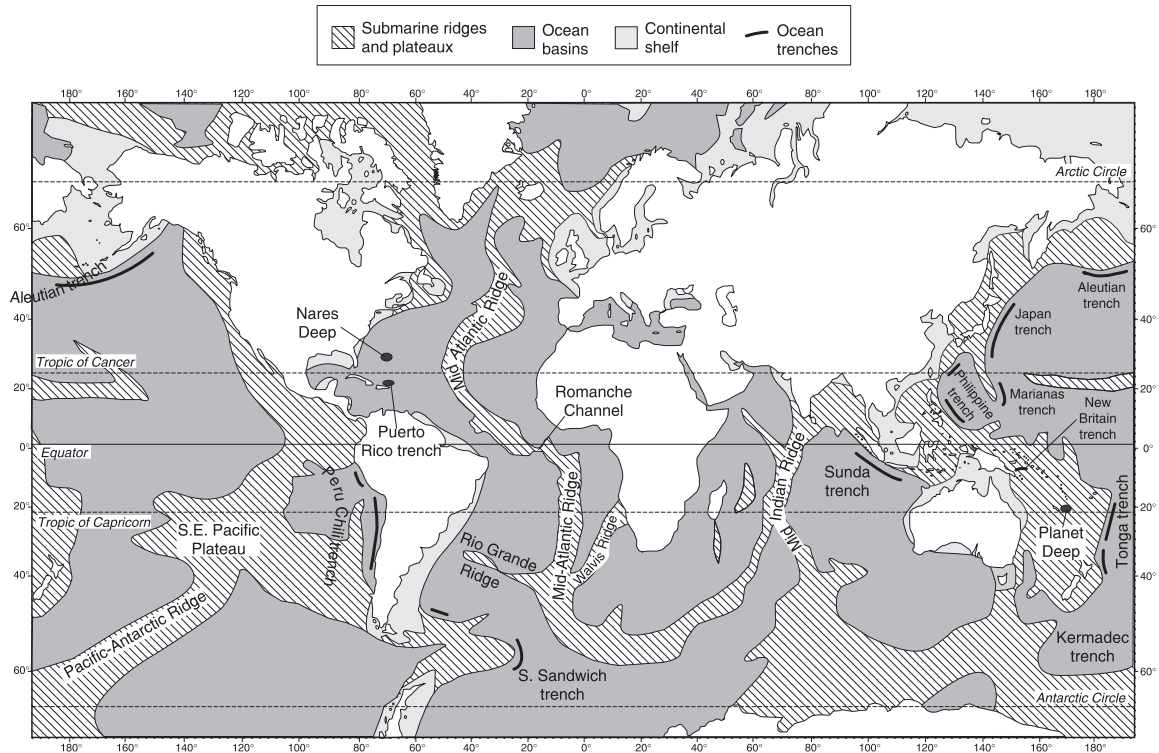 Submarine ridges
and plateaux
Ocean
basins
Continental
shelf
Ocean
trenches
180° 160° 140° 120° 100° 80° 60° 40° 20° 0° 20° 40° 60° 80° 100° 120° 140° 160° 180°
Arctic Circle
60°
60°
Aleutian trench
Aleutian
trench
Nares
Deep
Mid Atlantic Ridge
Japan
trench
40°
40°
Tropic of Cancer
20°
20°
Romanche
Channel
Philippine
trench
Marianas
trench
New
Britain
trench
Puerto
Rico trench
0°
0°
Equator
Peru Chili trench
Mid-Atlantic Ridge
Mid Indian Ridge
Sunda
trench
20°
20°
Tropic of Capricorn
S.E. Pacific
Plateau
Rio Grande
Ridge
Walvis Ridge
Planet
Deep
Tonga trench
40°
40°
Pacific-Antarctic Ridge
Kermadec
trench
60°
60°
S. Sandwich
trench
Antarctic Circle
180° 160° 140° 120° 100° 80° 60° 40° 20° 0° 20° 40° 60° 80° 100° 120° 140° 160° 180°